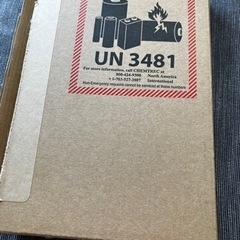 UN 3481
For more information, call CHEMTREC at
800-424-9300 North America
+1-703-527-3887 International
Non-Emergency requests cannot be serviced at these numbers